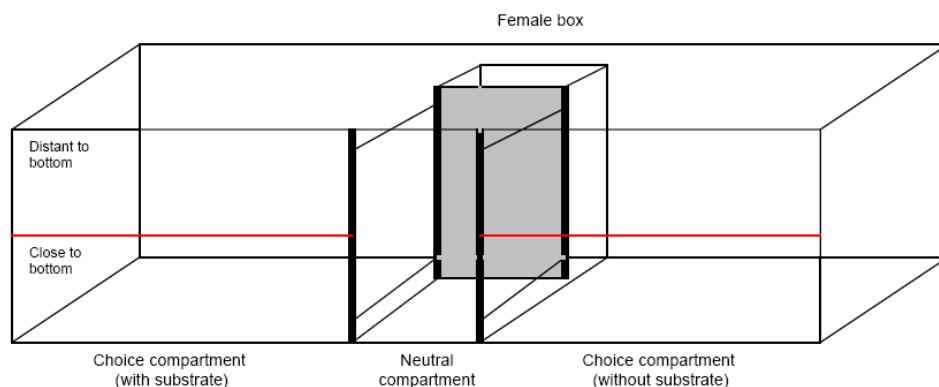 Female box
Distant to
bottom
Close to
bottom
Choice compartment
(with substrate)
Neutral
compartment
Choice compartment
(without substrate)